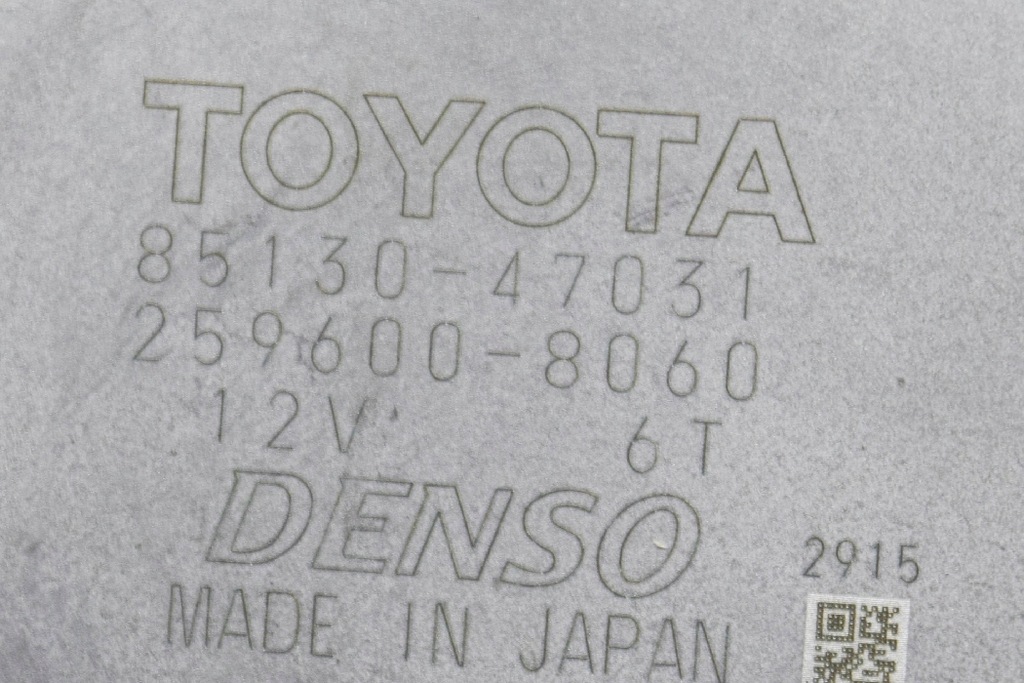 TOYOTA
85130-47031
259600-8060
12V 6T
DENSO
2915
MADE IN JAPAN